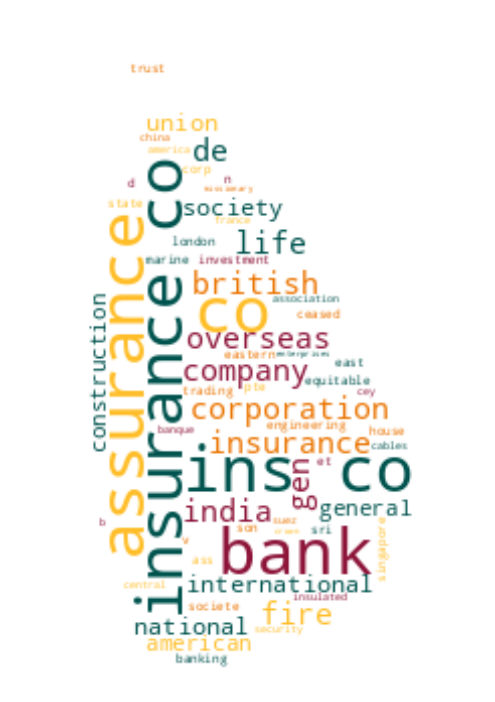 trust
union
china
america
de
corp
d
n
missionary
insurance co
state
society
assurance
france
london
life
marine
investment
british
construction
association
co
ceased
overseas
eastern
enterprises
east
company
equitable
trading
pte
cey
corporation
engineering
banque
house
insurance
cables
ins co
et
gen
india
general
b
suez
son
sri
singapore
v
bank
ass
central
international
insulated
societe
fire
national
security
american
banking